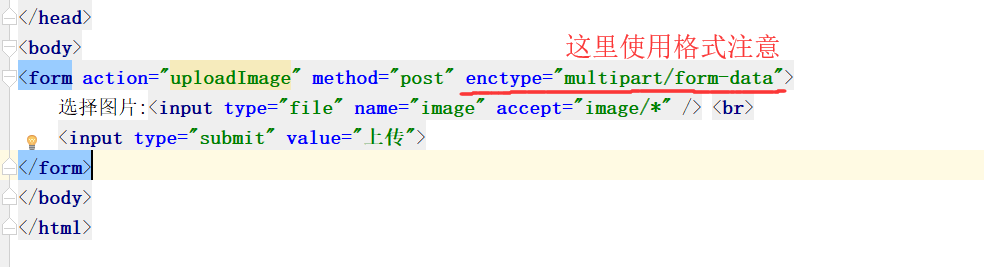 </head>
<body>
这里使用格式注意
<form action="uploadImage" method="post" enctype="multipart/form-data">
选择图片:<input type="file" name="image" accept="image/*" /> <br>
<input type="submit" value="上传">
</form>
</body>
</html>